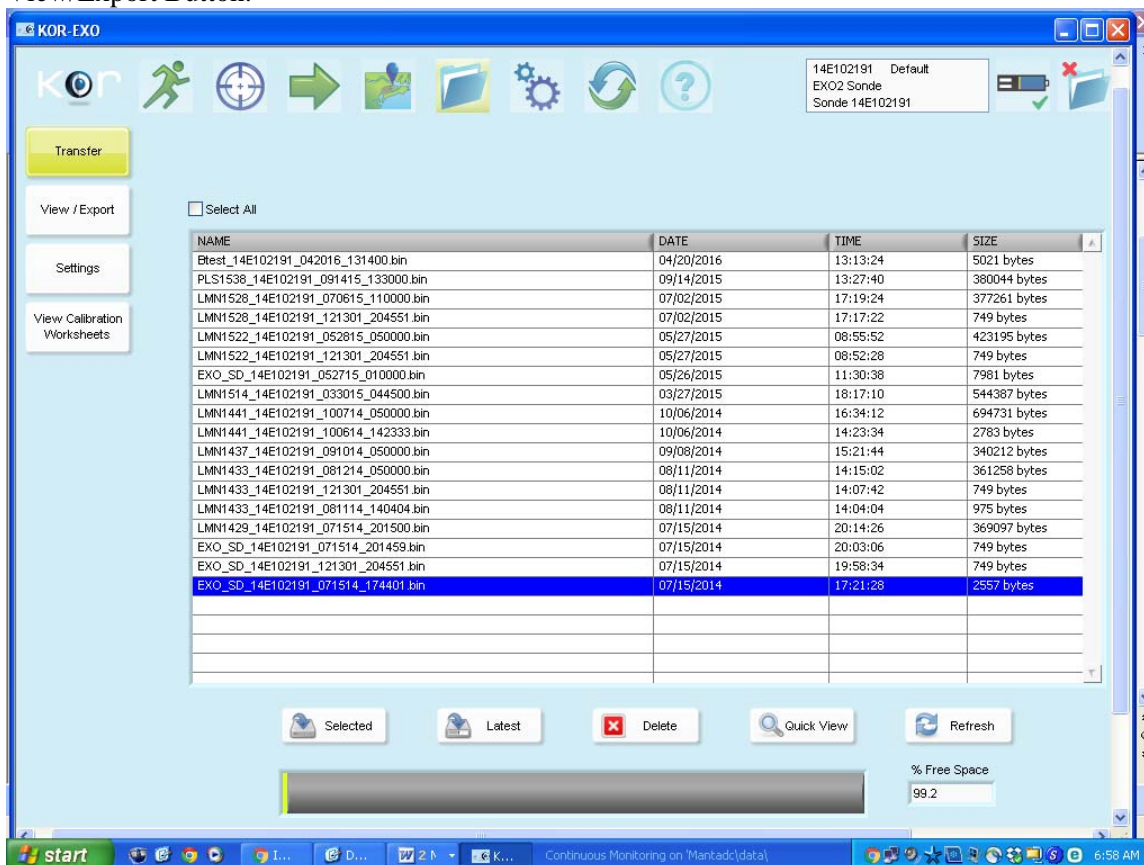 View/Export Button.
KOR-EXO
Kor
14E102191 Default
EXO2 Sonde
Sonde 14E102191
Transfer
View / Export
Settings
View Calibration
Worksheets
Select All
NAME DATE TIME SIZE
Btest_14E102191_042016_131400.bin 04/20/2016 13:13:24 5021 bytes
PLS1538_14E102191_091415_133000.bin 09/14/2015 13:27:40 380044 bytes
LMN1528_14E102191_070615_110000.bin 07/02/2015 17:19:24 377261 bytes
LMN1528_14E102191_121301_204551.bin 07/02/2015 17:17:22 749 bytes
LMN1522_14E102191_052815_050000.bin 05/27/2015 08:55:52 423195 bytes
LMN1522_14E102191_121301_204551.bin 05/27/2015 08:52:28 749 bytes
EXO_SD_14E102191_052715_010000.bin 05/26/2015 11:30:38 7981 bytes
LMN1514_14E102191_033015_044500.bin 03/27/2015 18:17:10 544387 bytes
LMN1441_14E102191_100714_050000.bin 10/06/2014 16:34:12 694731 bytes
LMN1441_14E102191_100614_142333.bin 10/06/2014 14:23:34 2783 bytes
LMN1437_14E102191_091014_050000.bin 09/08/2014 15:21:44 340212 bytes
LMN1433_14E102191_081214_050000.bin 08/11/2014 14:15:02 361258 bytes
LMN1433_14E102191_121301_204551.bin 08/11/2014 14:07:42 749 bytes
LMN1433_14E102191_081114_140404.bin 08/11/2014 14:04:04 975 bytes
LMN1429_14E102191_071514_201500.bin 07/15/2014 20:14:26 369097 bytes
EXO_SD_14E102191_071514_201459.bin 07/15/2014 20:03:06 749 bytes
EXO_SD_14E102191_121301_204551.bin 07/15/2014 19:58:34 749 bytes
EXO_SD_14E102191_071514_174401.bin 07/15/2014 17:21:28 2557 bytes
Selected Latest Delete Quick View Refresh
% Free Space
99.2
start I... D... 2 K... Continuous Monitoring on 'Mantadc\data\ 6:58 AM